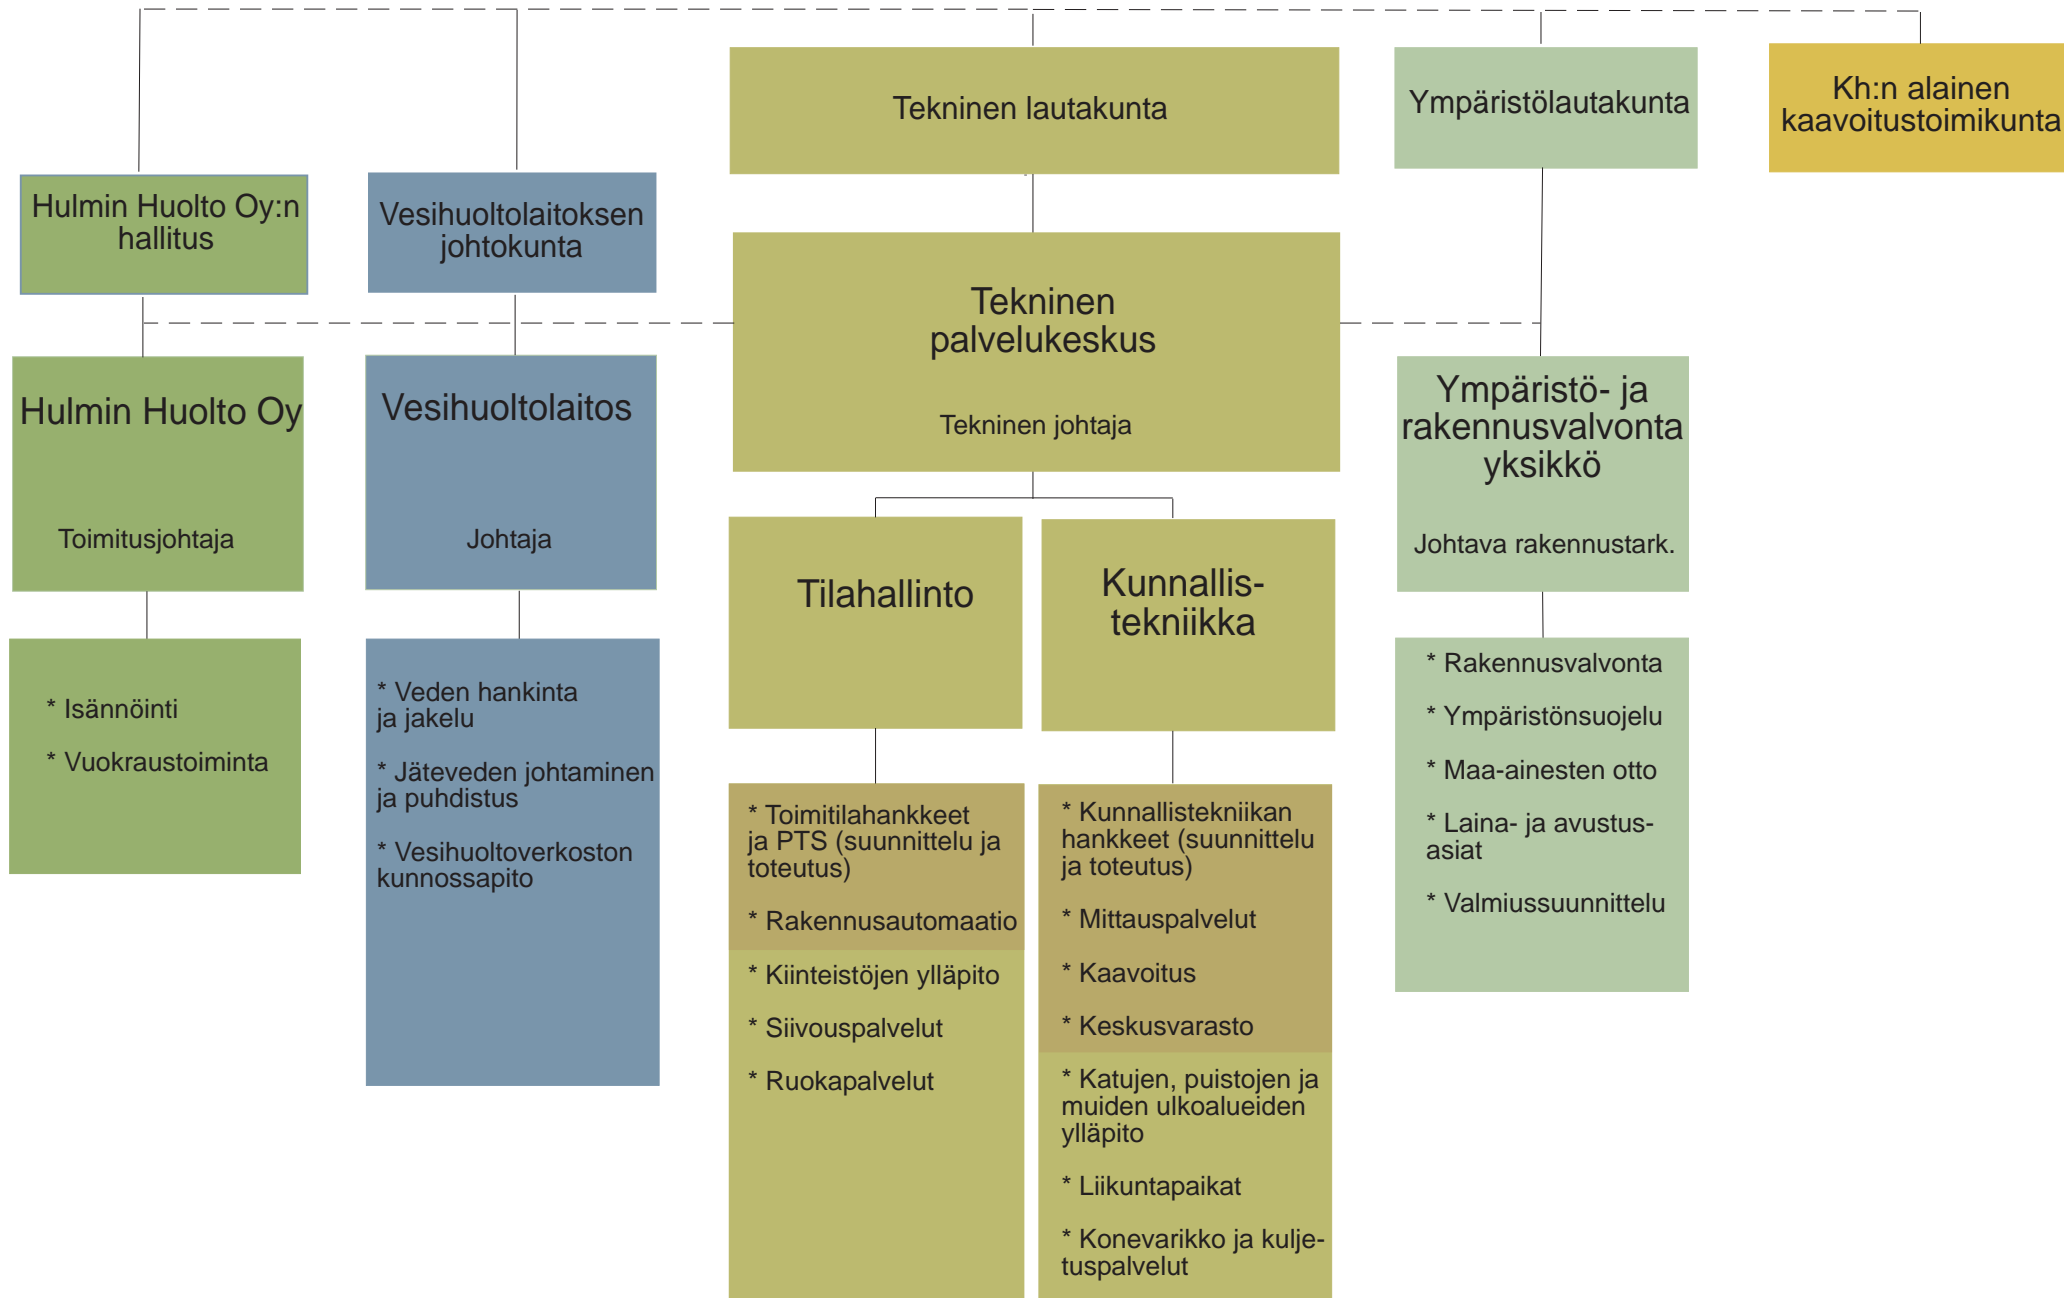 Tekninen lautakunta
Ympäristölautakunta
Kh:n alainen
kaavoitustoimikunta
Hulmin Huolto Oy:n
hallitus
Vesihuoltolaitoksen
johtokunta
Tekninen
palvelukeskus
Tekninen johtaja
Hulmin Huolto Oy
Toimitusjohtaja
Vesihuoltolaitos
Johtaja
Ympäristö- ja
rakennusvalvonta
yksikkö
Johtava rakennustark.
Tilahallinto
Kunnallis-
tekniikka
* Isännöinti
* Vuokraustoiminta
* Veden hankinta
ja jakelu
* Jäteveden johtaminen
ja puhdistus
* Vesihuoltoverkoston
kunnossapito
* Toimitilahankkeet
ja PTS (suunnittelu ja
toteutus)
* Rakennusautomaatio
* Kiinteistöjen ylläpito
* Siivouspalvelut
* Ruokapalvelut
* Kunnallistekniikan
hankkeet (suunnittelu
ja toteutus)
* Mittauspalvelut
* Kaavoitus
* Keskusvarasto
* Katujen, puistojen ja
muiden ulkoalueiden
ylläpito
* Liikuntapaikat
* Konevarikko ja kulje-
tuspalvelut
* Rakennusvalvonta
* Ympäristönsuojelu
* Maa-ainesten otto
* Laina- ja avustus-
asiat
* Valmiussuunnittelu